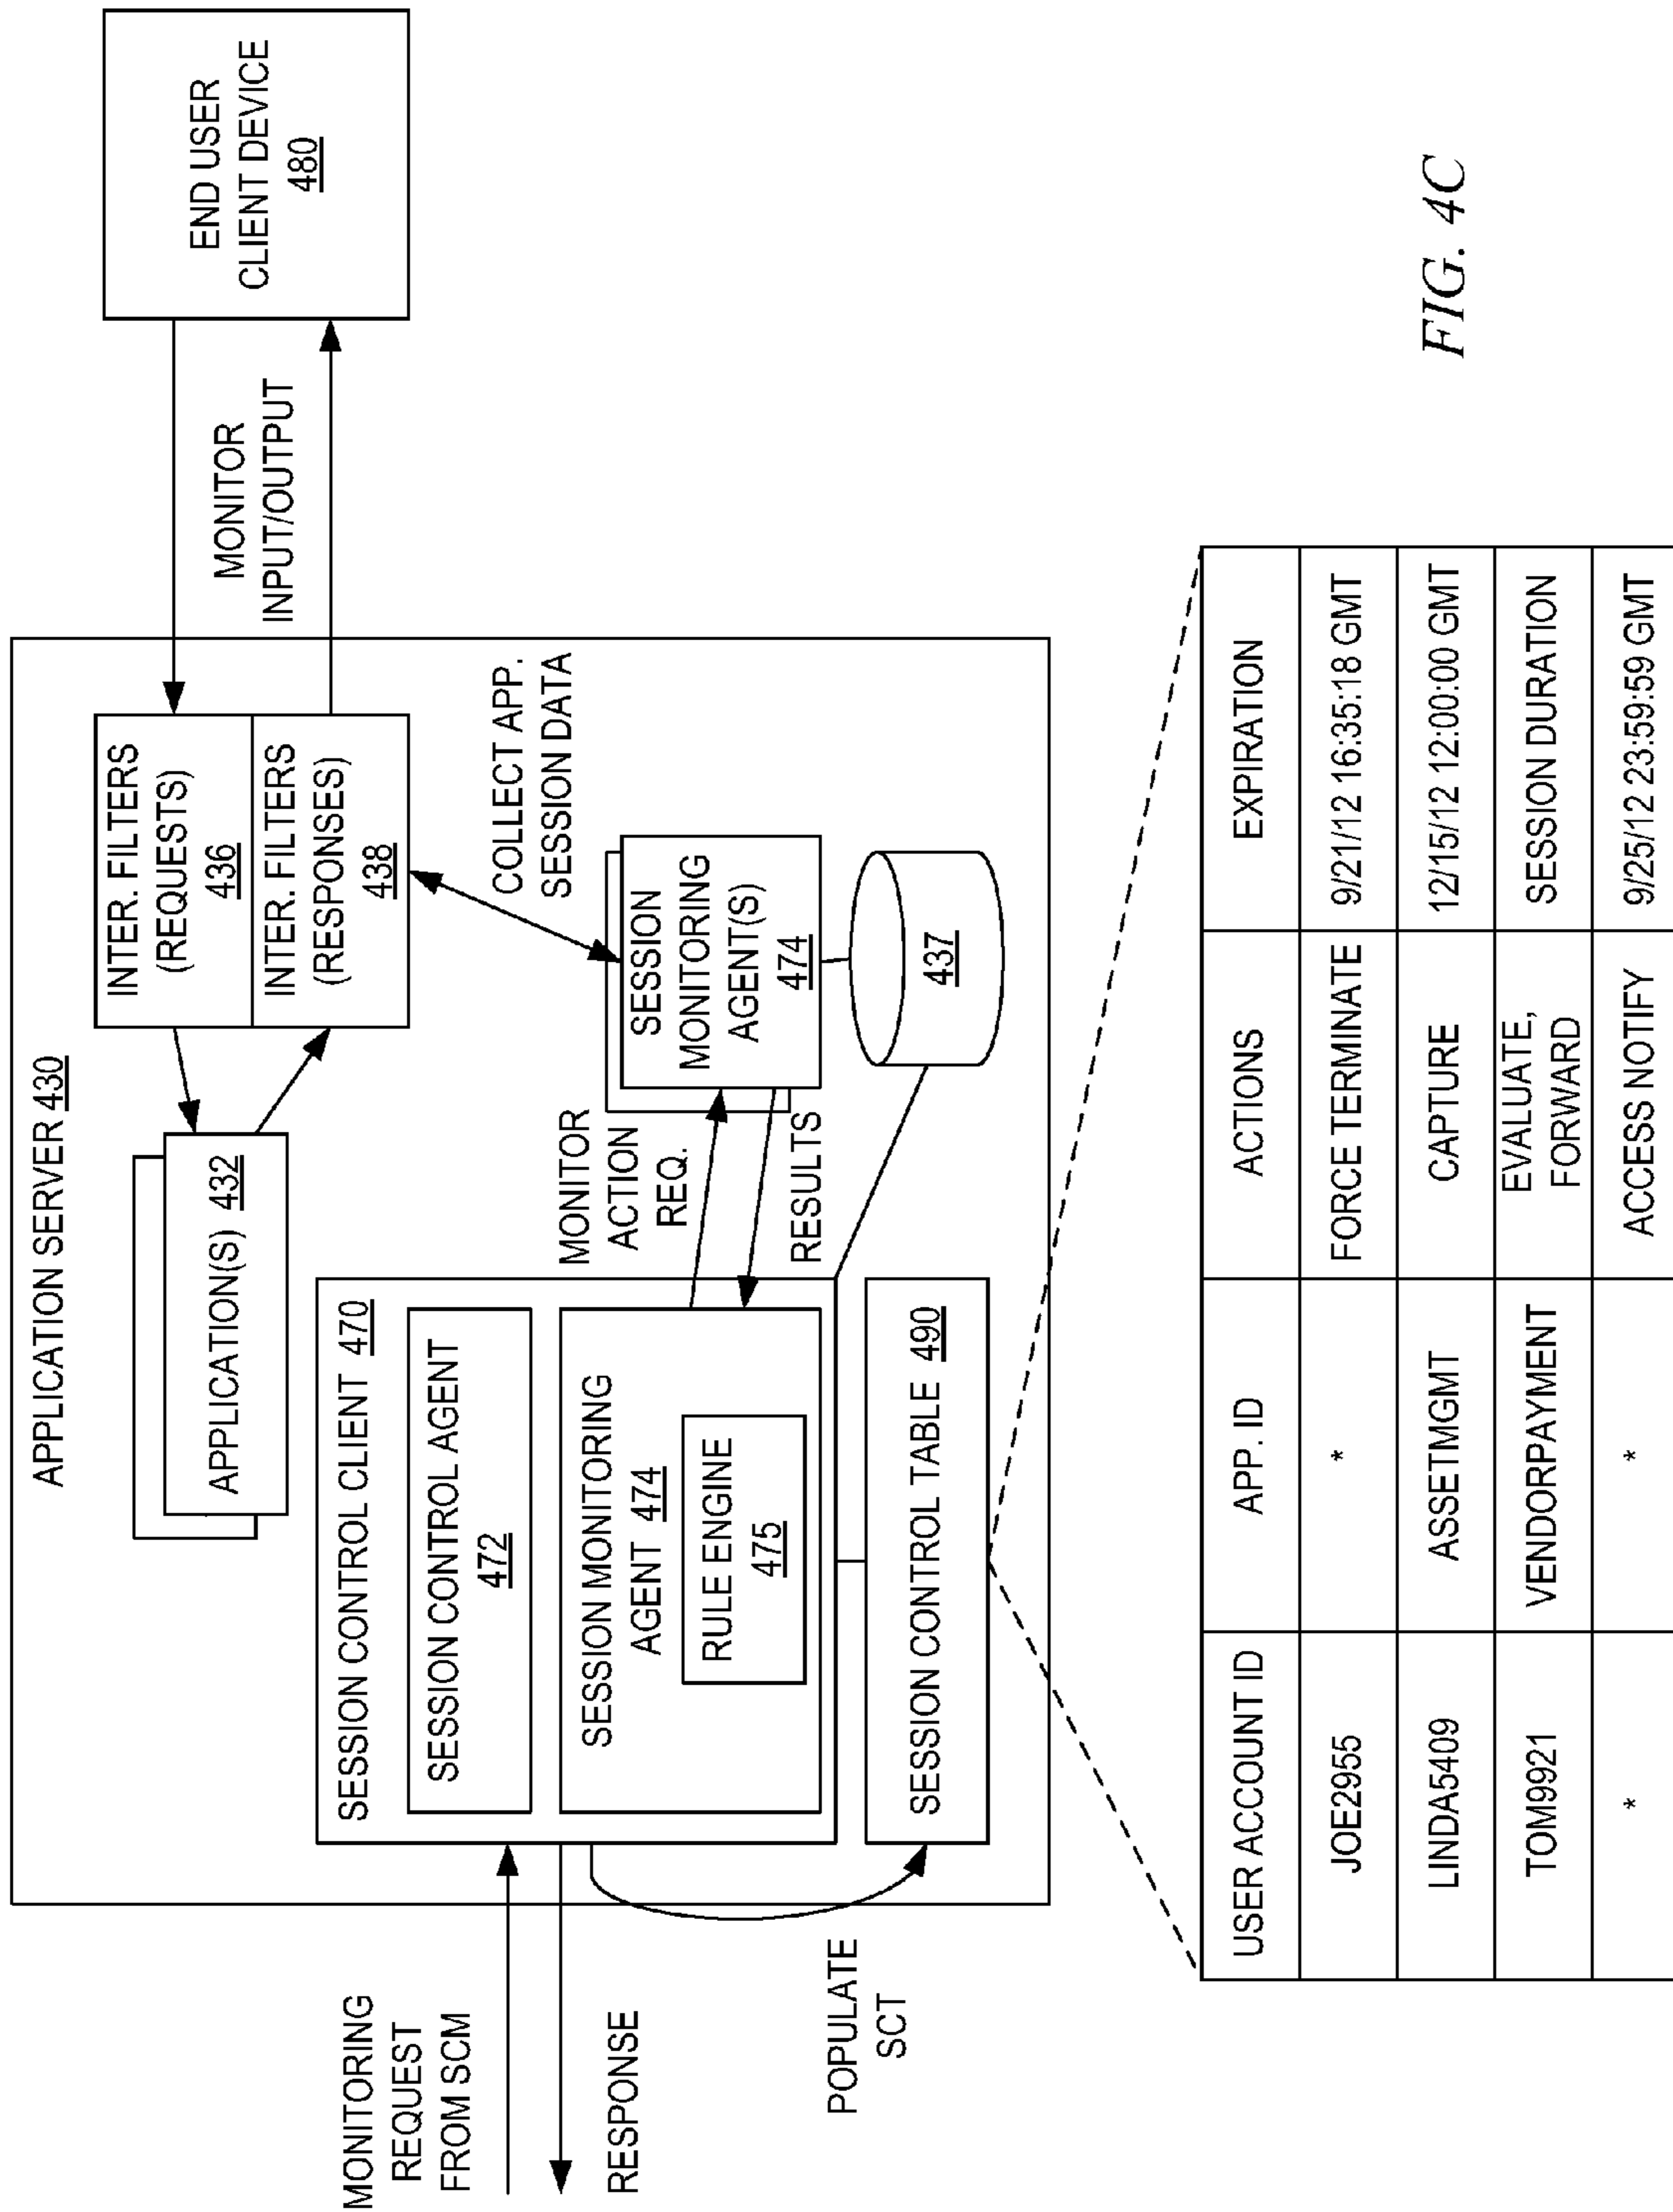 APPLICATION SERVER 430
APPLICATION(S) 432
INTER. FILTERS
(REQUESTS)
436
INTER. FILTERS
(RESPONSES)
438
END USER
CLIENT DEVICE
480
MONITOR
INPUT/OUTPUT
COLLECT APP.
SESSION DATA
MONITORING
REQUEST
FROM SCM
RESPONSE
SESSION CONTROL CLIENT 470
SESSION CONTROL AGENT
472
SESSION MONITORING
AGENT 474
RULE ENGINE
475
MONITOR
ACTION
REQ.
RESULTS
SESSION
MONITORING
AGENT(S)
474
437
POPULATE
SCT
SESSION CONTROL TABLE 490
USER ACCOUNT ID APP. ID ACTIONS EXPIRATION
JOE2955 * FORCE TERMINATE 9/21/12 16:35:18 GMT
LINDA5409 ASSETMGMT CAPTURE 12/15/12 12:00:00 GMT
TOM9921 VENDORPAYMENT EVALUATE, SESSION DURATION
FORWARD
* * ACCESS NOTIFY 9/25/12 23:59:59 GMT
FIG. 4C